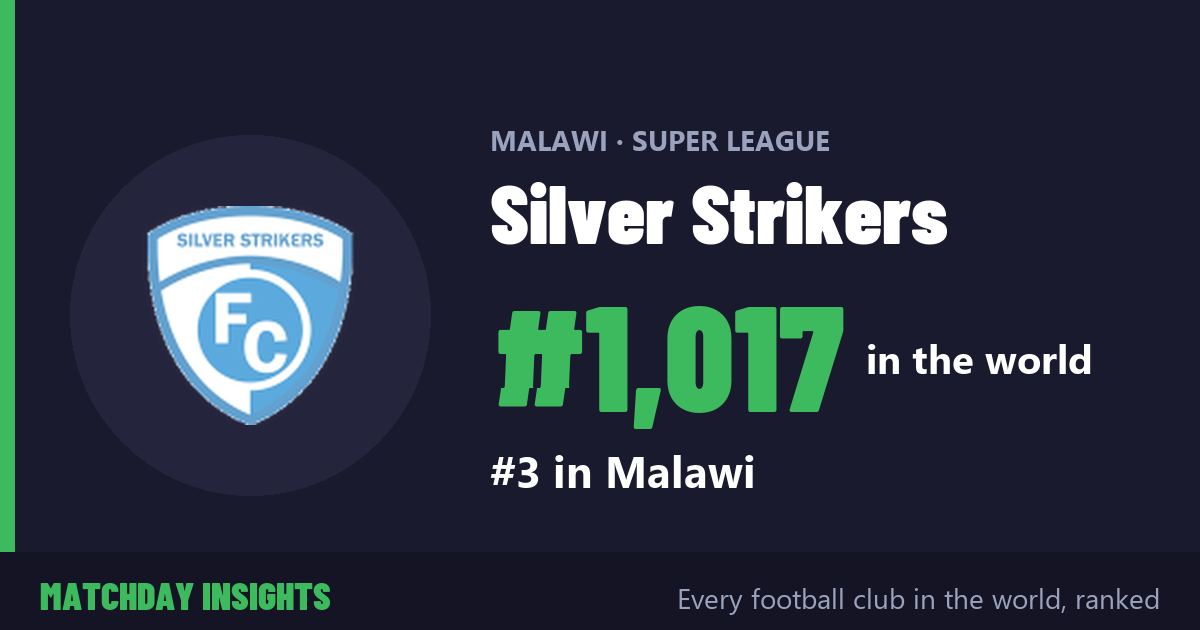 SILVER STRIKERS
FC
MALAWI · SUPER LEAGUE
Silver Strikers
#1,017 in the world
#3 in Malawi
MATCHDAY INSIGHTS
Every football club in the world, ranked